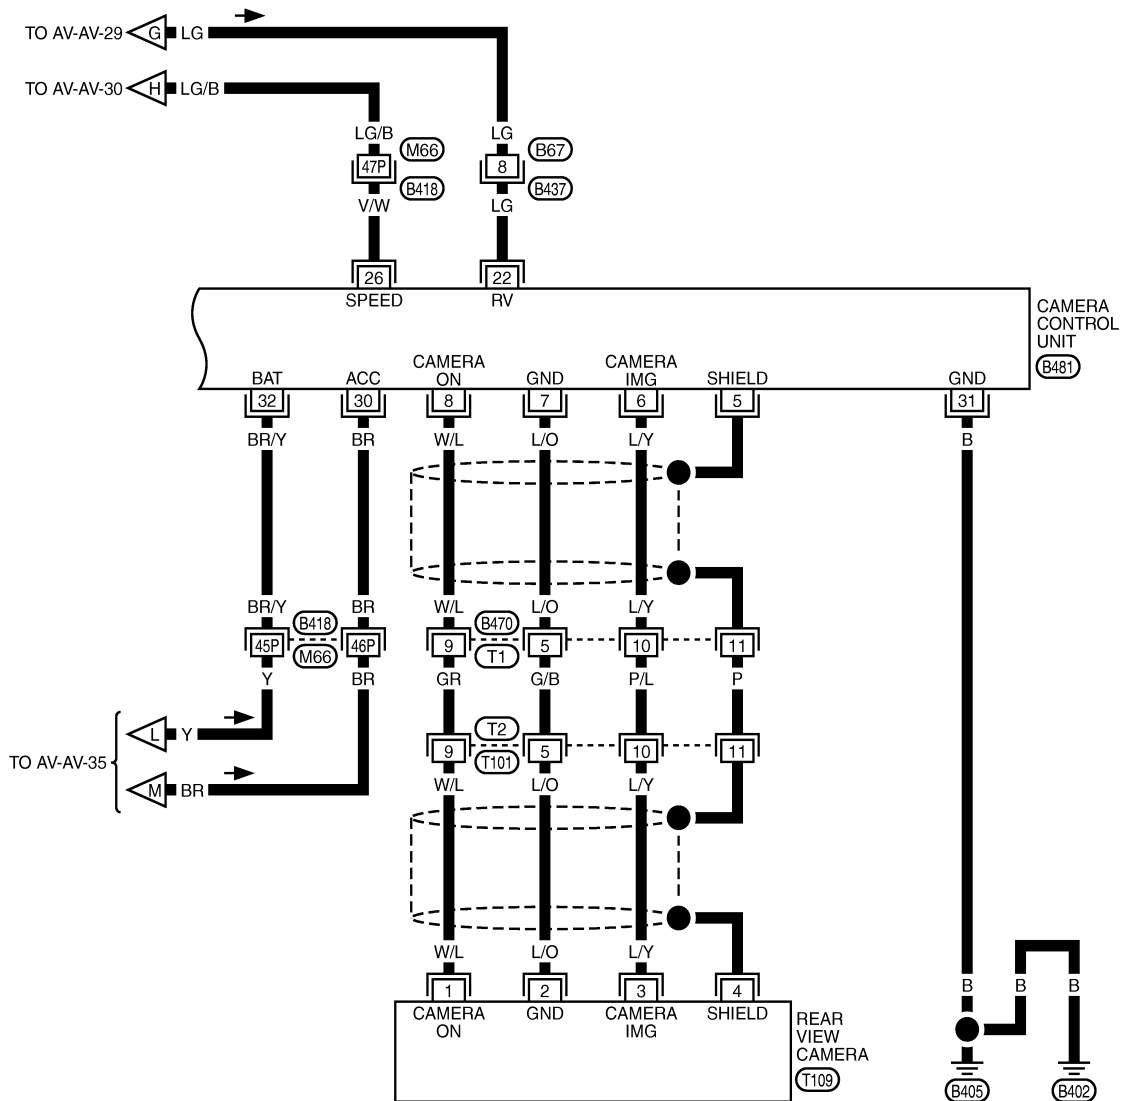 TO AV-AV-29 G LG
LG
TO AV-AV-30 H LG/B
LG/B LG
47P M66 8 B67
B418 B437
V/W LG
26 22
SPEED RV
CAMERA
CONTROL
UNIT
B481
BAT ACC CAMERA ON GND CAMERA IMG SHIELD GND
32 30 8 7 6 5 31
BR/Y BR W/L L/O L/Y B
BR/Y BR W/L L/O L/Y
B418 B470
45P 46P 9 5 10 11
M66 T1
Y BR GR G/B P/L P
T2
L Y 9 5 10 11
T101
TO AV-AV-35
M BR W/L L/O L/Y
W/L L/O L/Y
B B B
1 2 3 4
CAMERA ON GND CAMERA IMG SHIELD
REAR
VIEW
CAMERA
T109
B405 B402